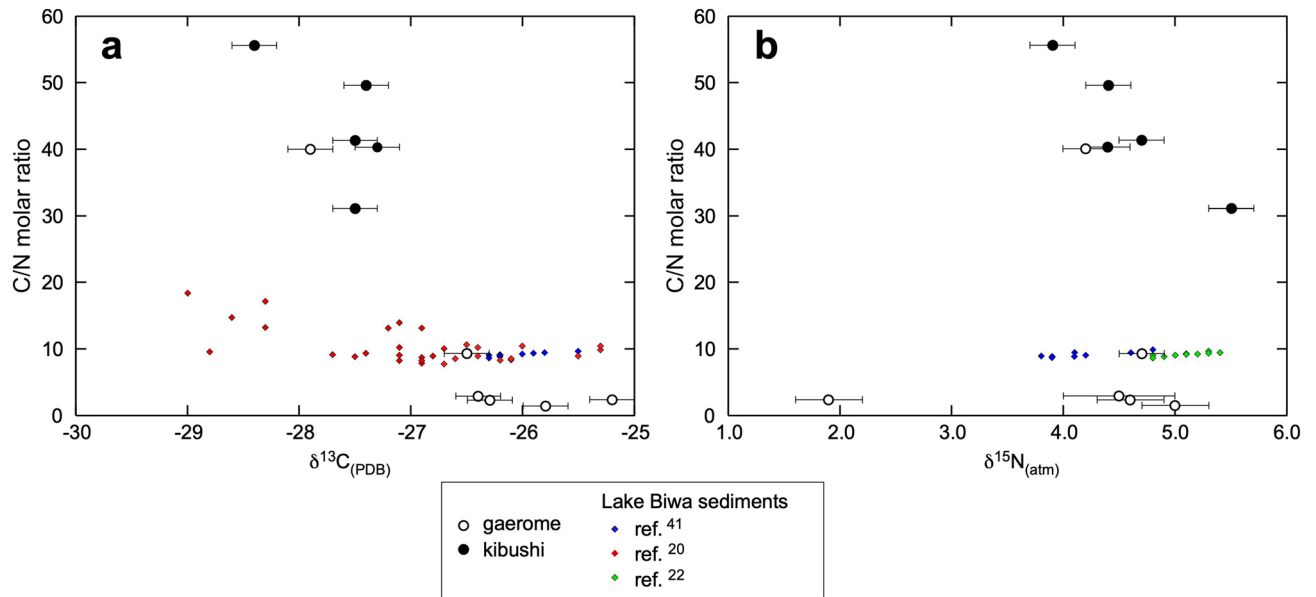 a
60
50
40
30
20
10
0
C/N molar ratio
-30
-29
-28
-27
-26
-25
δ13C(PDB)
b
60
50
40
30
20
10
0
C/N molar ratio
1.0
2.0
3.0
4.0
5.0
6.0
δ15N(atm)
Lake Biwa sediments
gaerome
kibushi
ref. 41
ref. 20
ref. 22